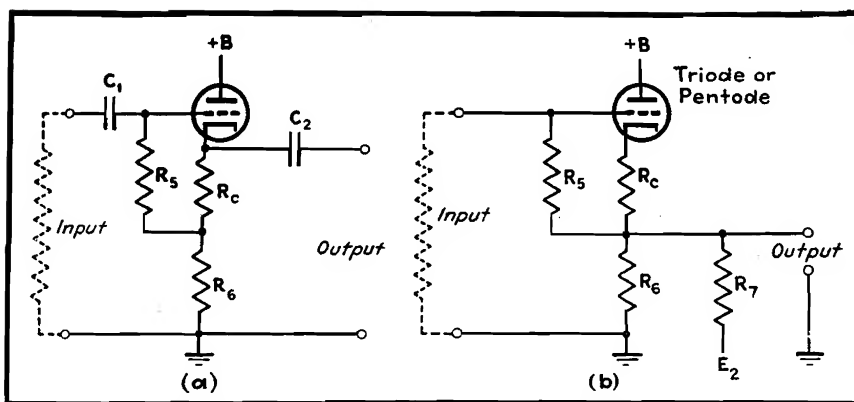 +B
C1
C2
R5
Rc
Input
Output
R6
(a)
+B
Triode or
Pentode
R5
Rc
Input
Output
R6
R7
E2
(b)